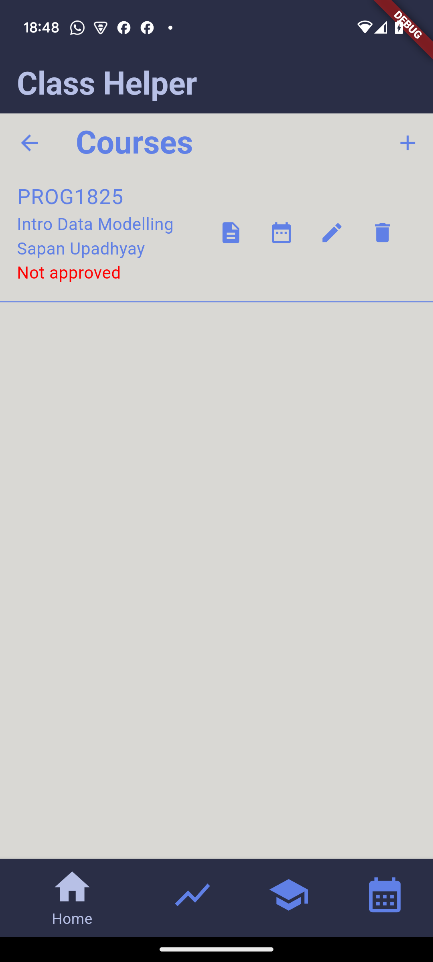 18:48
DEBUG
Class Helper
Courses
PROG1825
Intro Data Modelling
Sapan Upadhyay
Not approved
Home